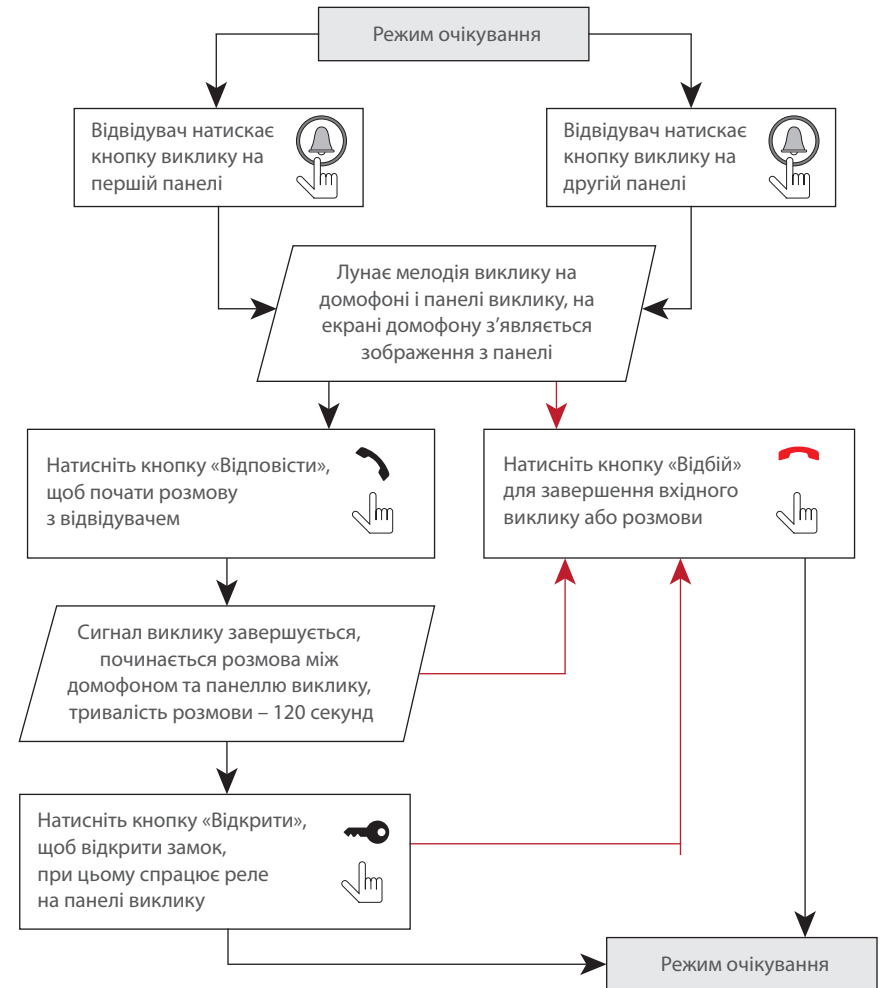 Режим очікування
Відвідувач натискає
кнопку виклику на
першій панелі
Відвідувач натискає
кнопку виклику на
другій панелі
Лунає мелодія виклику на
домофоні і панелі виклику, на
екрані домофону з’являється
зображення з панелі
Натисніть кнопку «Відповісти»,
щоб почати розмову
з відвідувачем
Натисніть кнопку «Відбій»
для завершення вхідного
виклику або розмови
Сигнал виклику завершується,
починається розмова між
домофоном та панеллю виклику,
тривалість розмови – 120 секунд
Натисніть кнопку «Відкрити»,
щоб відкрити замок,
при цьому спрацює реле
на панелі виклику
Режим очікування